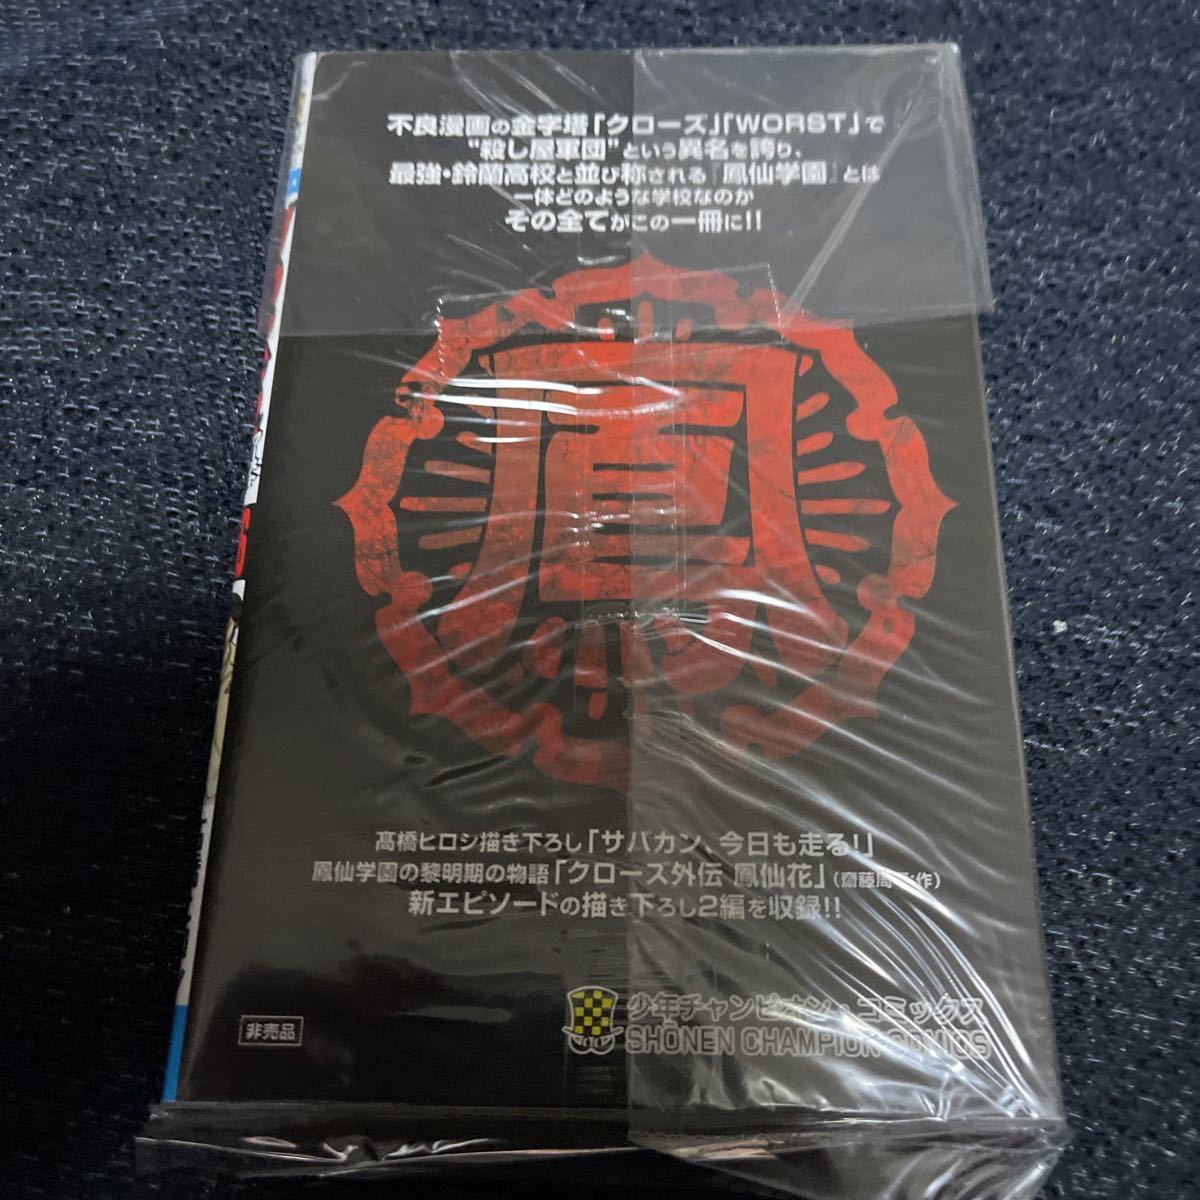 不良漫画の金字塔「クローズ」「WORST」で
“殺し屋軍団”という異名を誇り、
最強・鈴蘭高校と並び称される『鳳仙学園』とは
一体どのような学校なのか
その全てがこの一冊に!!
鳳
髙橋ヒロシ描き下ろし「サバカン、今日も走る!」
鳳仙学園の黎明期の物語「クローズ外伝 鳳仙花」(齋藤周平:作)
新エピソードの描き下ろし2編を収録!!
非売品
少年チャンピオン・コミックス
SHŌNEN CHAMPION COMICS